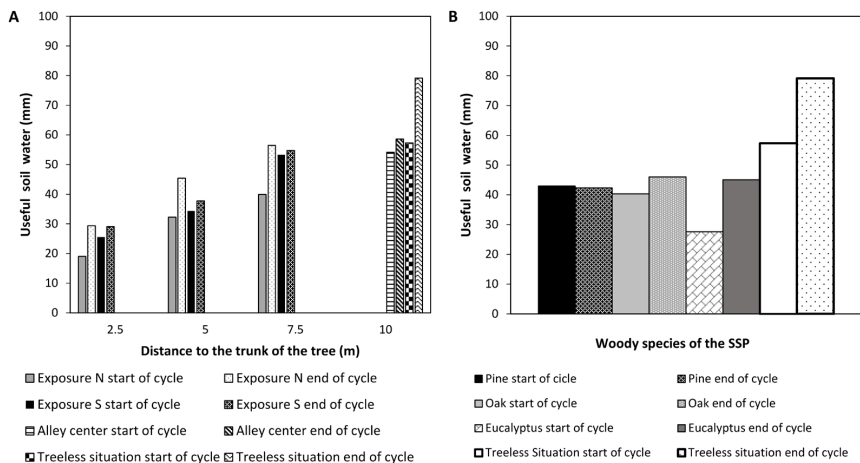 A
Useful soil water (mm)
100
90
80
70
60
50
40
30
20
10
0
2.5 5 7.5 10
Distance to the trunk of the tree (m)
Exposure N start of cycle Exposure N end of cycle
Exposure S start of cycle Exposure S end of cycle
Alley center start of cycle Alley center end of cycle
Treeless situation start of cycle Treeless situation end of cycle
B
Useful soil water (mm)
100
90
80
70
60
50
40
30
20
10
0
Woody species of the SSP
Pine start of cicle Pine end of cycle
Oak start of cycle Oak end of cycle
Eucalyptus start of cycle Eucalyptus end of cycle
Treeless Situation start of cycle Treeless situation end of cycle